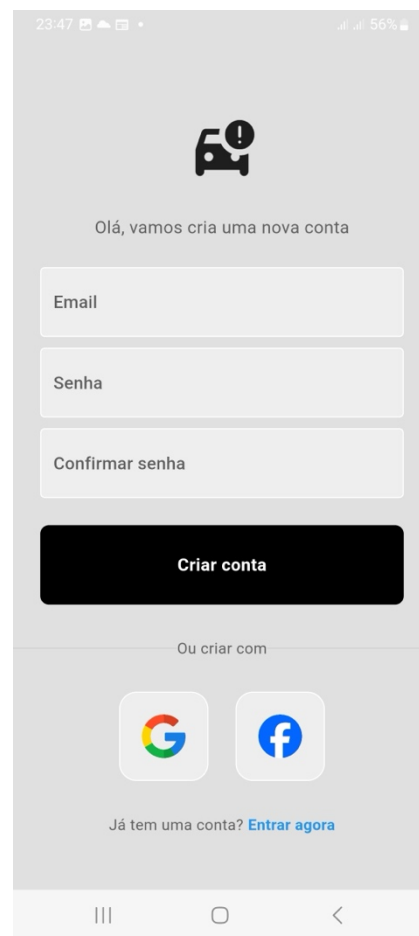 23:47
56%
Olá, vamos cria uma nova conta
Email
Senha
Confirmar senha
Criar conta
Ou criar com
Já tem uma conta? Entrar agora